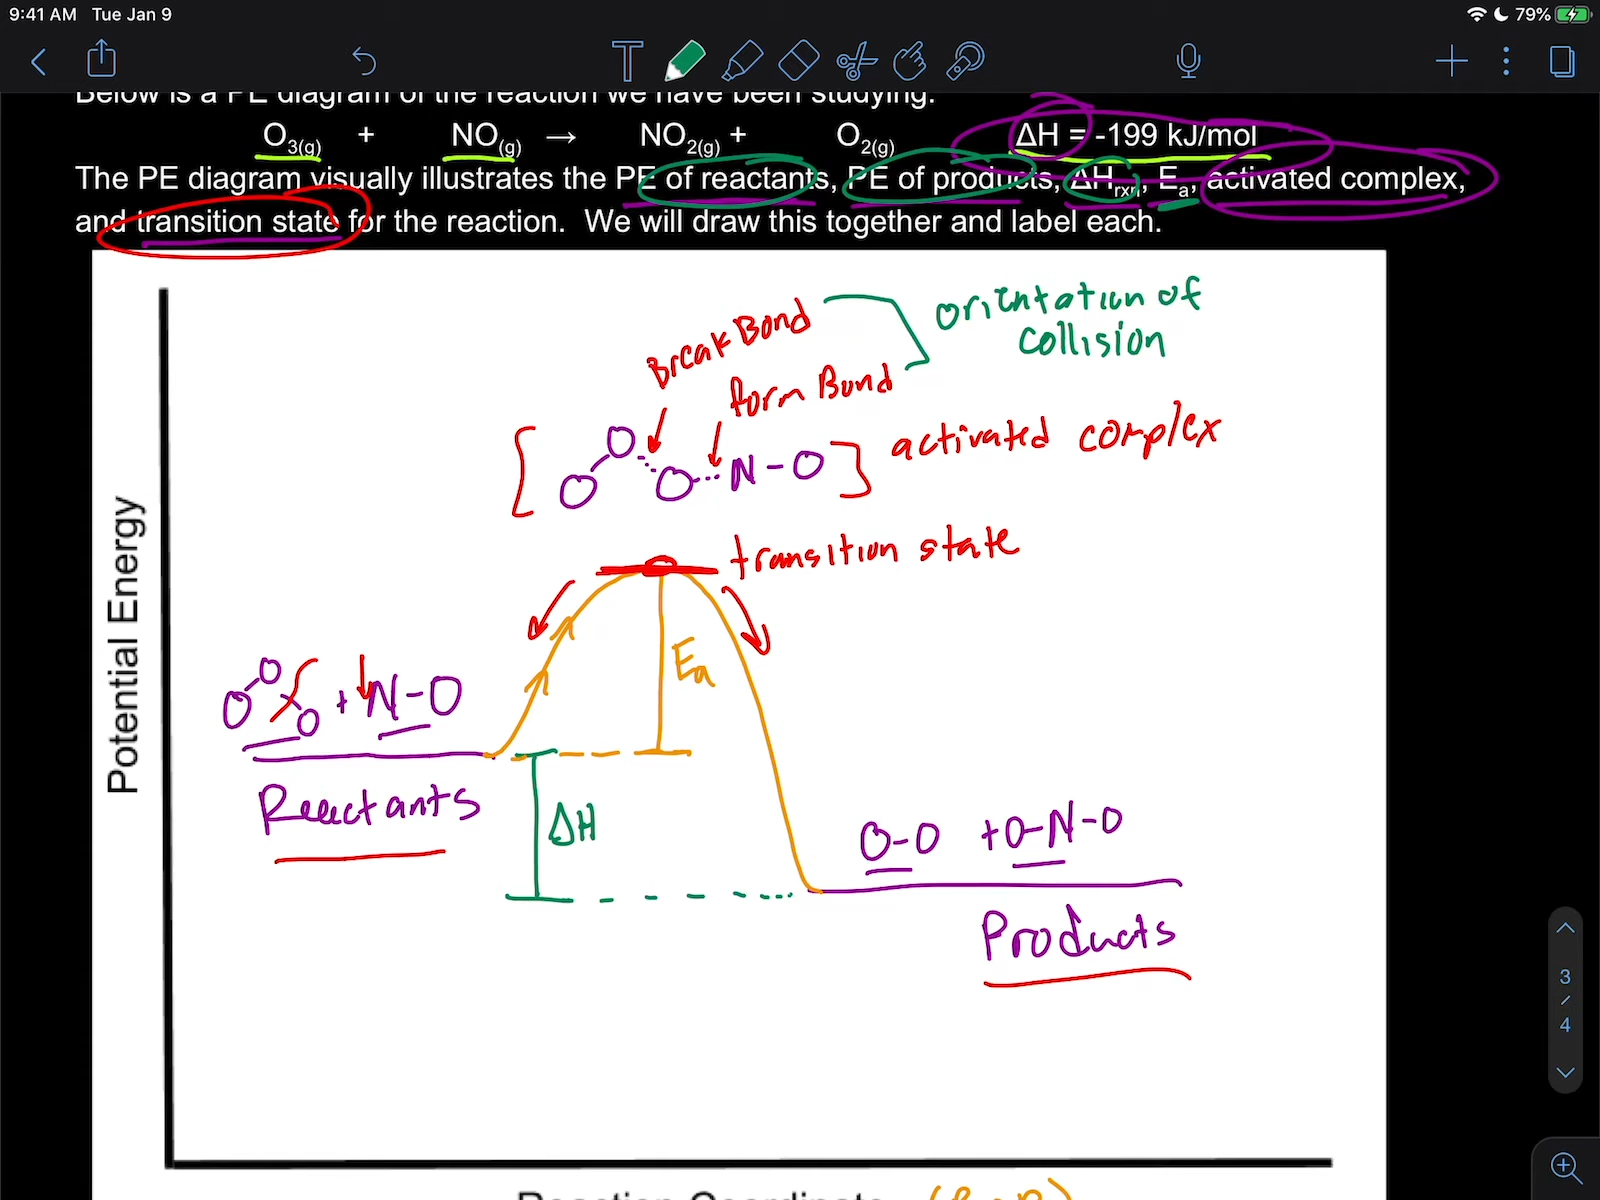 9:41 AM Tue Jan 9
79%
Below is a PE diagram of the reaction we have been studying.
O3(g) + NO(g) → NO2(g) + O2(g) ΔH = -199 kJ/mol
The PE diagram visually illustrates the PE of reactants, PE of products, ΔHrxn, Ea, activated complex,
and transition state for the reaction. We will draw this together and label each.
Break Bond
orientation of
collision
form Bond
[O-O...O...N-O] activated complex
transition state
Potential Energy
Ea
O-O O + N-O
Reactants
ΔH
O-O + O-N-O
Products
3
/
4
Reaction Coordinate (R→P)